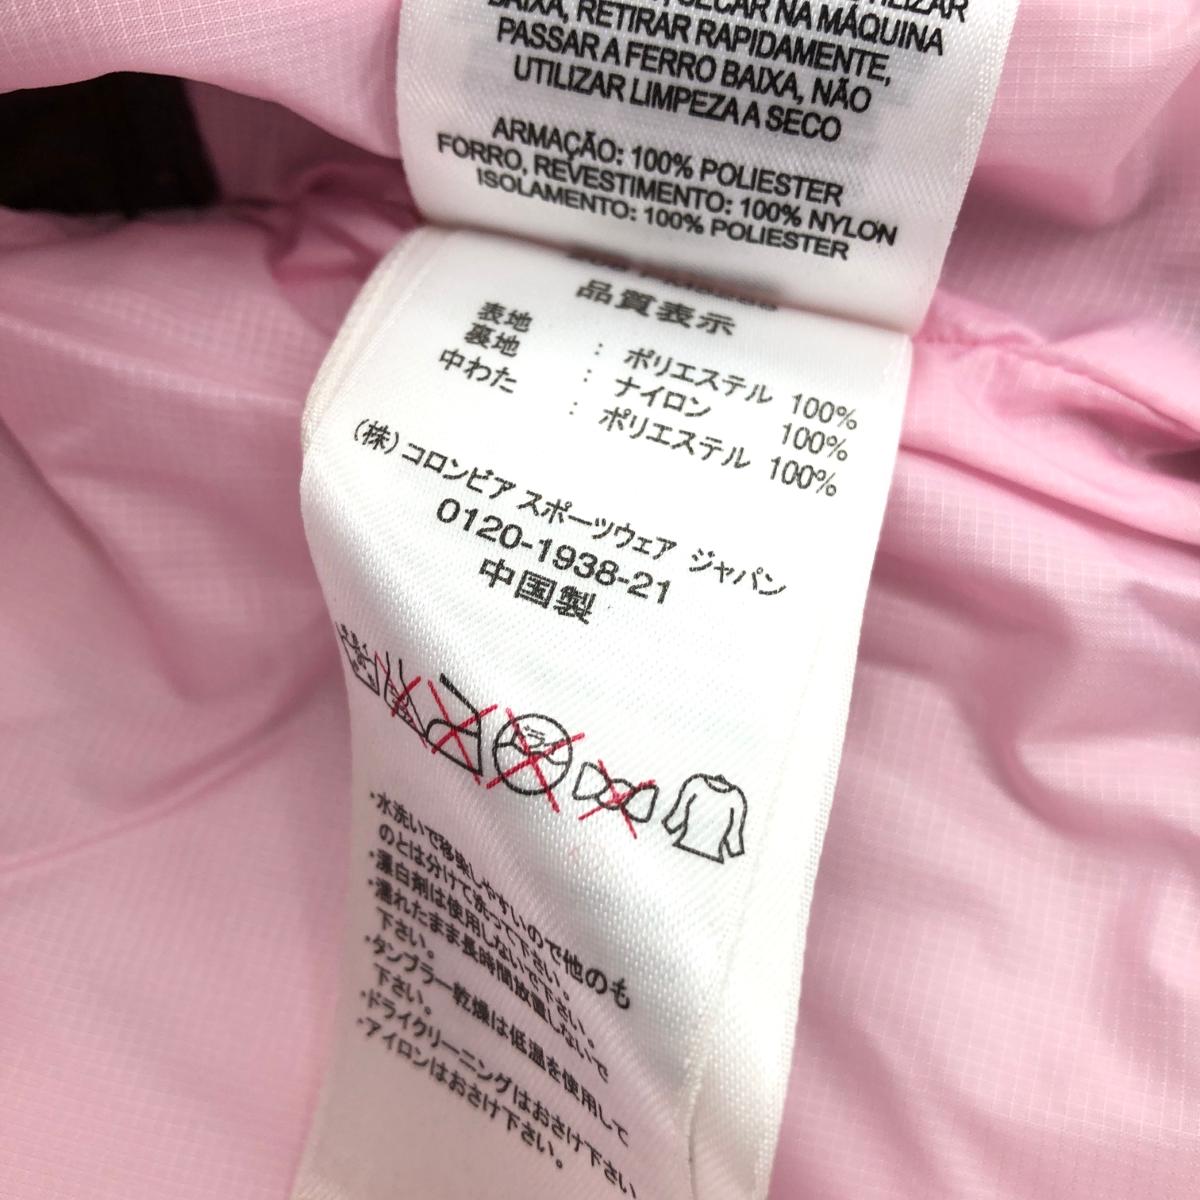 UTILIZAR
SECAR NA MÁQUINA
BAIXA, RETIRAR RAPIDAMENTE,
PASSAR A FERRO BAIXA, NÃO
UTILIZAR LIMPEZA A SECO
ARMAÇÃO: 100% POLIESTER
FORRO, REVESTIMENTO: 100% NYLON
ISOLAMENTO: 100% POLIESTER
品質表示
表地 : ポリエステル 100%
裏地 : ナイロン 100%
中わた : ポリエステル 100%
(株) コロンビア スポーツウェア ジャパン
0120-1938-21
中国製
ドライ
・水洗いで移染しやすいので他のも
のとは分けて洗って下さい。
・漂白剤は使用しないで下さい。
・濡れたまま長時間放置しないで
下さい。
・タンブラー乾燥は低温を使用して
下さい。
・ドライクリーニングはおさけ下さい
・アイロンはおさけ下さい。